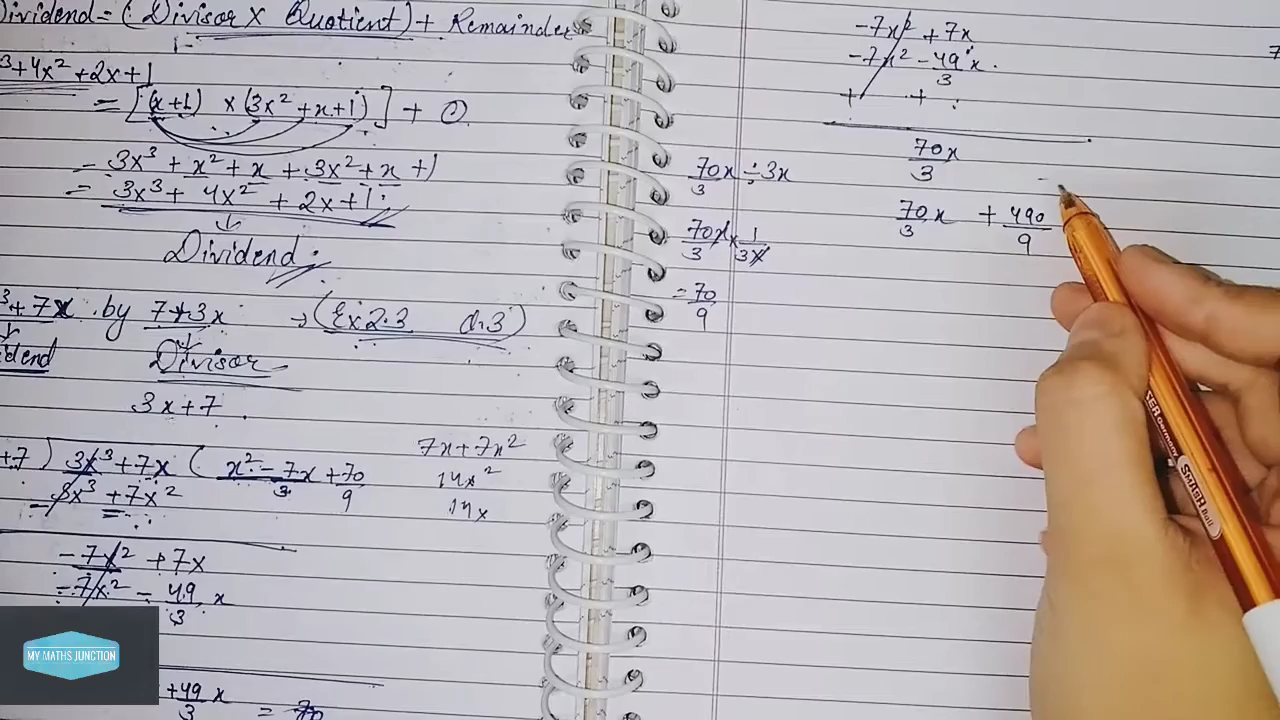 Dividend = (Divisor × Quotient) + Remainder
³+4x²+2x+1
= [(x+1) × (3x²+x+1)] + 0
= 3x³ + x² + x + 3x² + x + 1
= 3x³ + 4x² + 2x + 1
↓
Dividend
³+7x by 7+3x → (Ex 2.3 Q.3)
idend Divisor
3x+7
+7 ) 3x³+7x ( x² - 7x/3 + 70/9
3x³ + 7x²
-
-7x² + 7x
-7x² - 49/3 x
+49/3 x = 70
7x+7x²
14x²
14x
-7x² + 7x
-7x² - 49/3 x
+ +
70x/3
70x/3 + 490/9
70x/3 ÷ 3x
70x/3 × 1/3x
= 70/9
7
MY MATHS JUNCTION